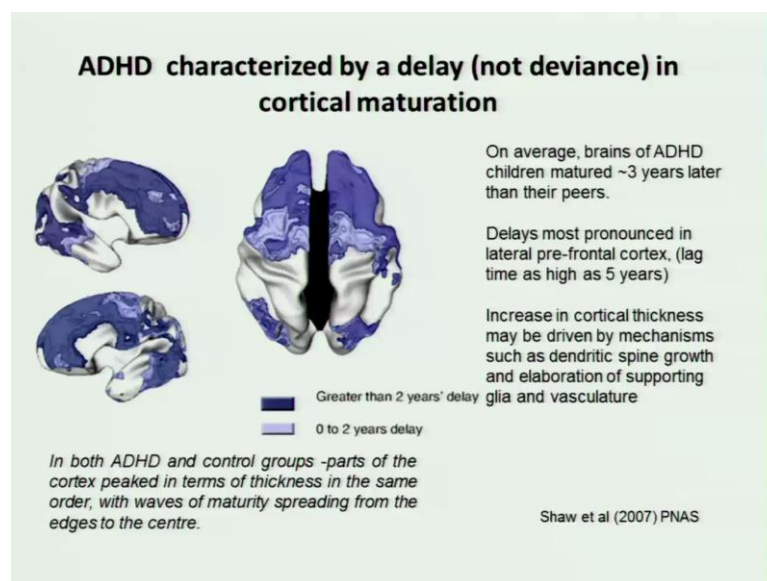 ADHD characterized by a delay (not deviance) in
cortical maturation
On average, brains of ADHD
children matured ~3 years later
than their peers.
Delays most pronounced in
lateral pre-frontal cortex, (lag
time as high as 5 years)
Increase in cortical thickness
may be driven by mechanisms
such as dendritic spine growth
and elaboration of supporting
glia and vasculature
Greater than 2 years' delay
0 to 2 years delay
In both ADHD and control groups -parts of the
cortex peaked in terms of thickness in the same
order, with waves of maturity spreading from the
edges to the centre.
Shaw et al (2007) PNAS